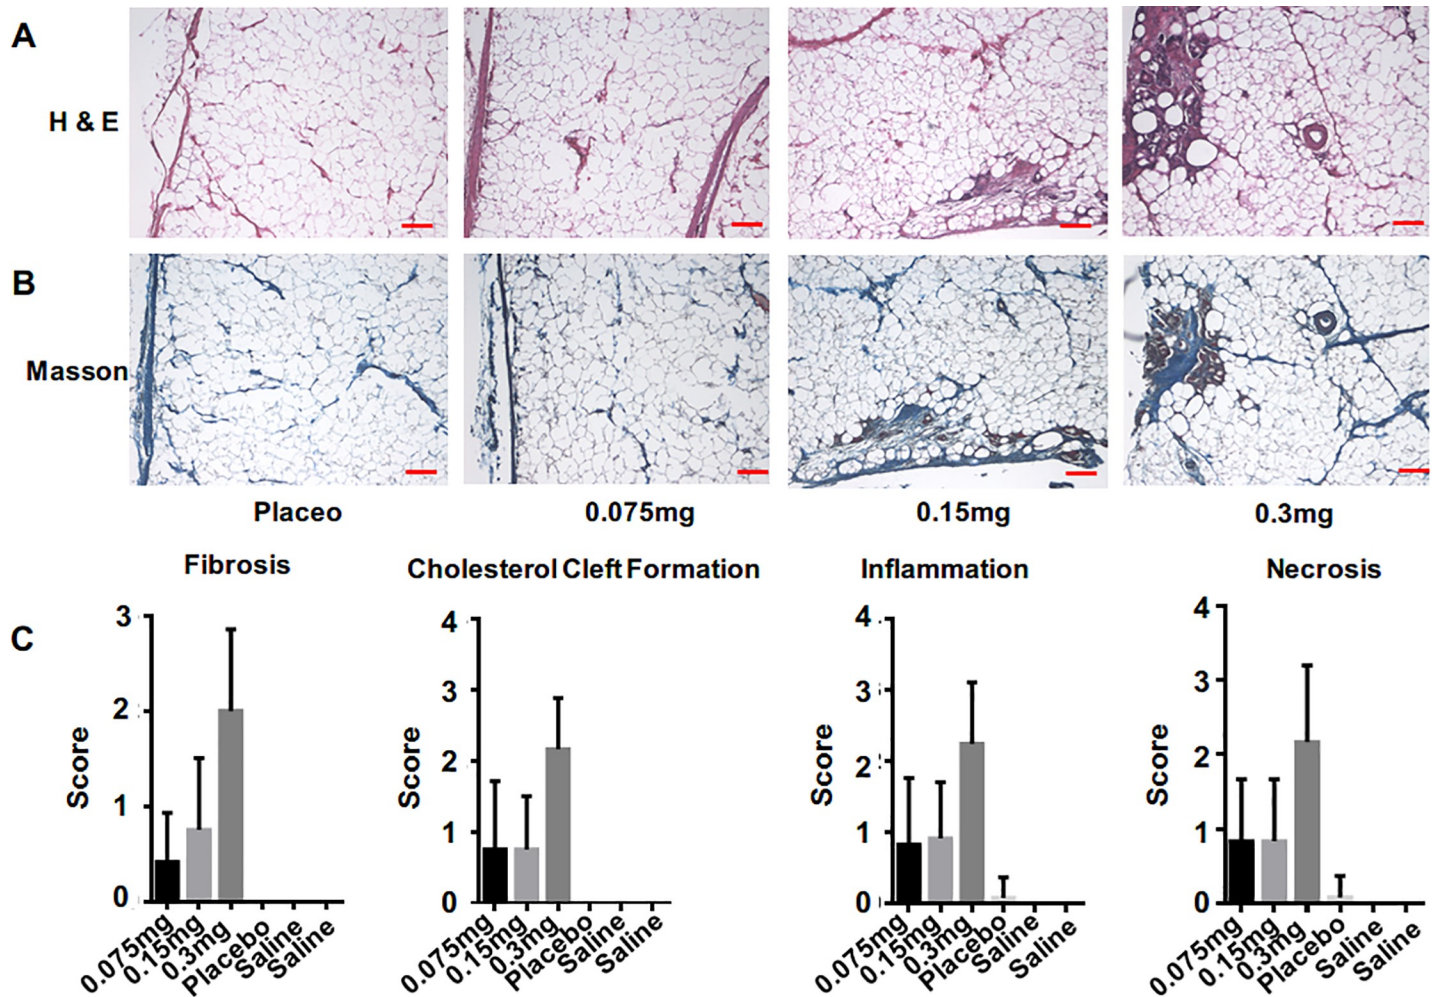 A
H & E
B
Masson
Placeo
0.075mg
0.15mg
0.3mg
C
Fibrosis
Cholesterol Cleft Formation
Inflammation
Necrosis
Score
3
2
1
0
0.075mg
0.15mg
0.3mg
Placebo
Saline
Saline
Score
4
3
2
1
0
0.075mg
0.15mg
0.3mg
Placebo
Saline
Saline
Score
4
3
2
1
0
0.075mg
0.15mg
0.3mg
Placebo
Saline
Saline
Score
4
3
2
1
0
0.075mg
0.15mg
0.3mg
Placebo
Saline
Saline